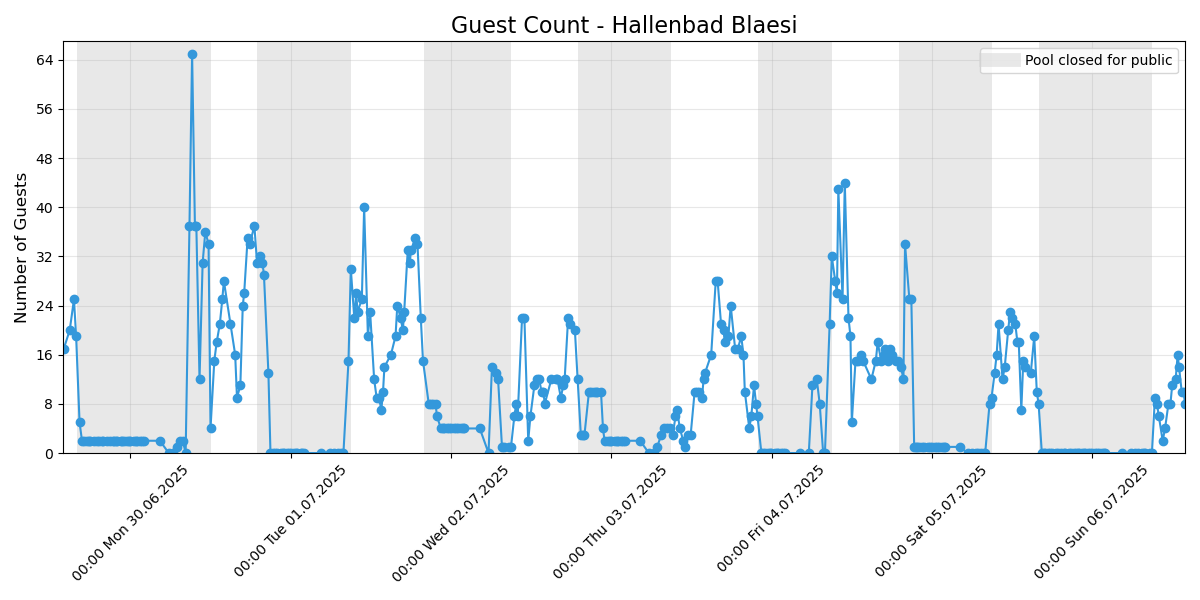 Guest Count - Hallenbad Blaesi
Pool closed for public
Number of Guests
64
56
48
40
32
24
16
8
0
00:00 Mon 30.06.2025
00:00 Tue 01.07.2025
00:00 Wed 02.07.2025
00:00 Thu 03.07.2025
00:00 Fri 04.07.2025
00:00 Sat 05.07.2025
00:00 Sun 06.07.2025